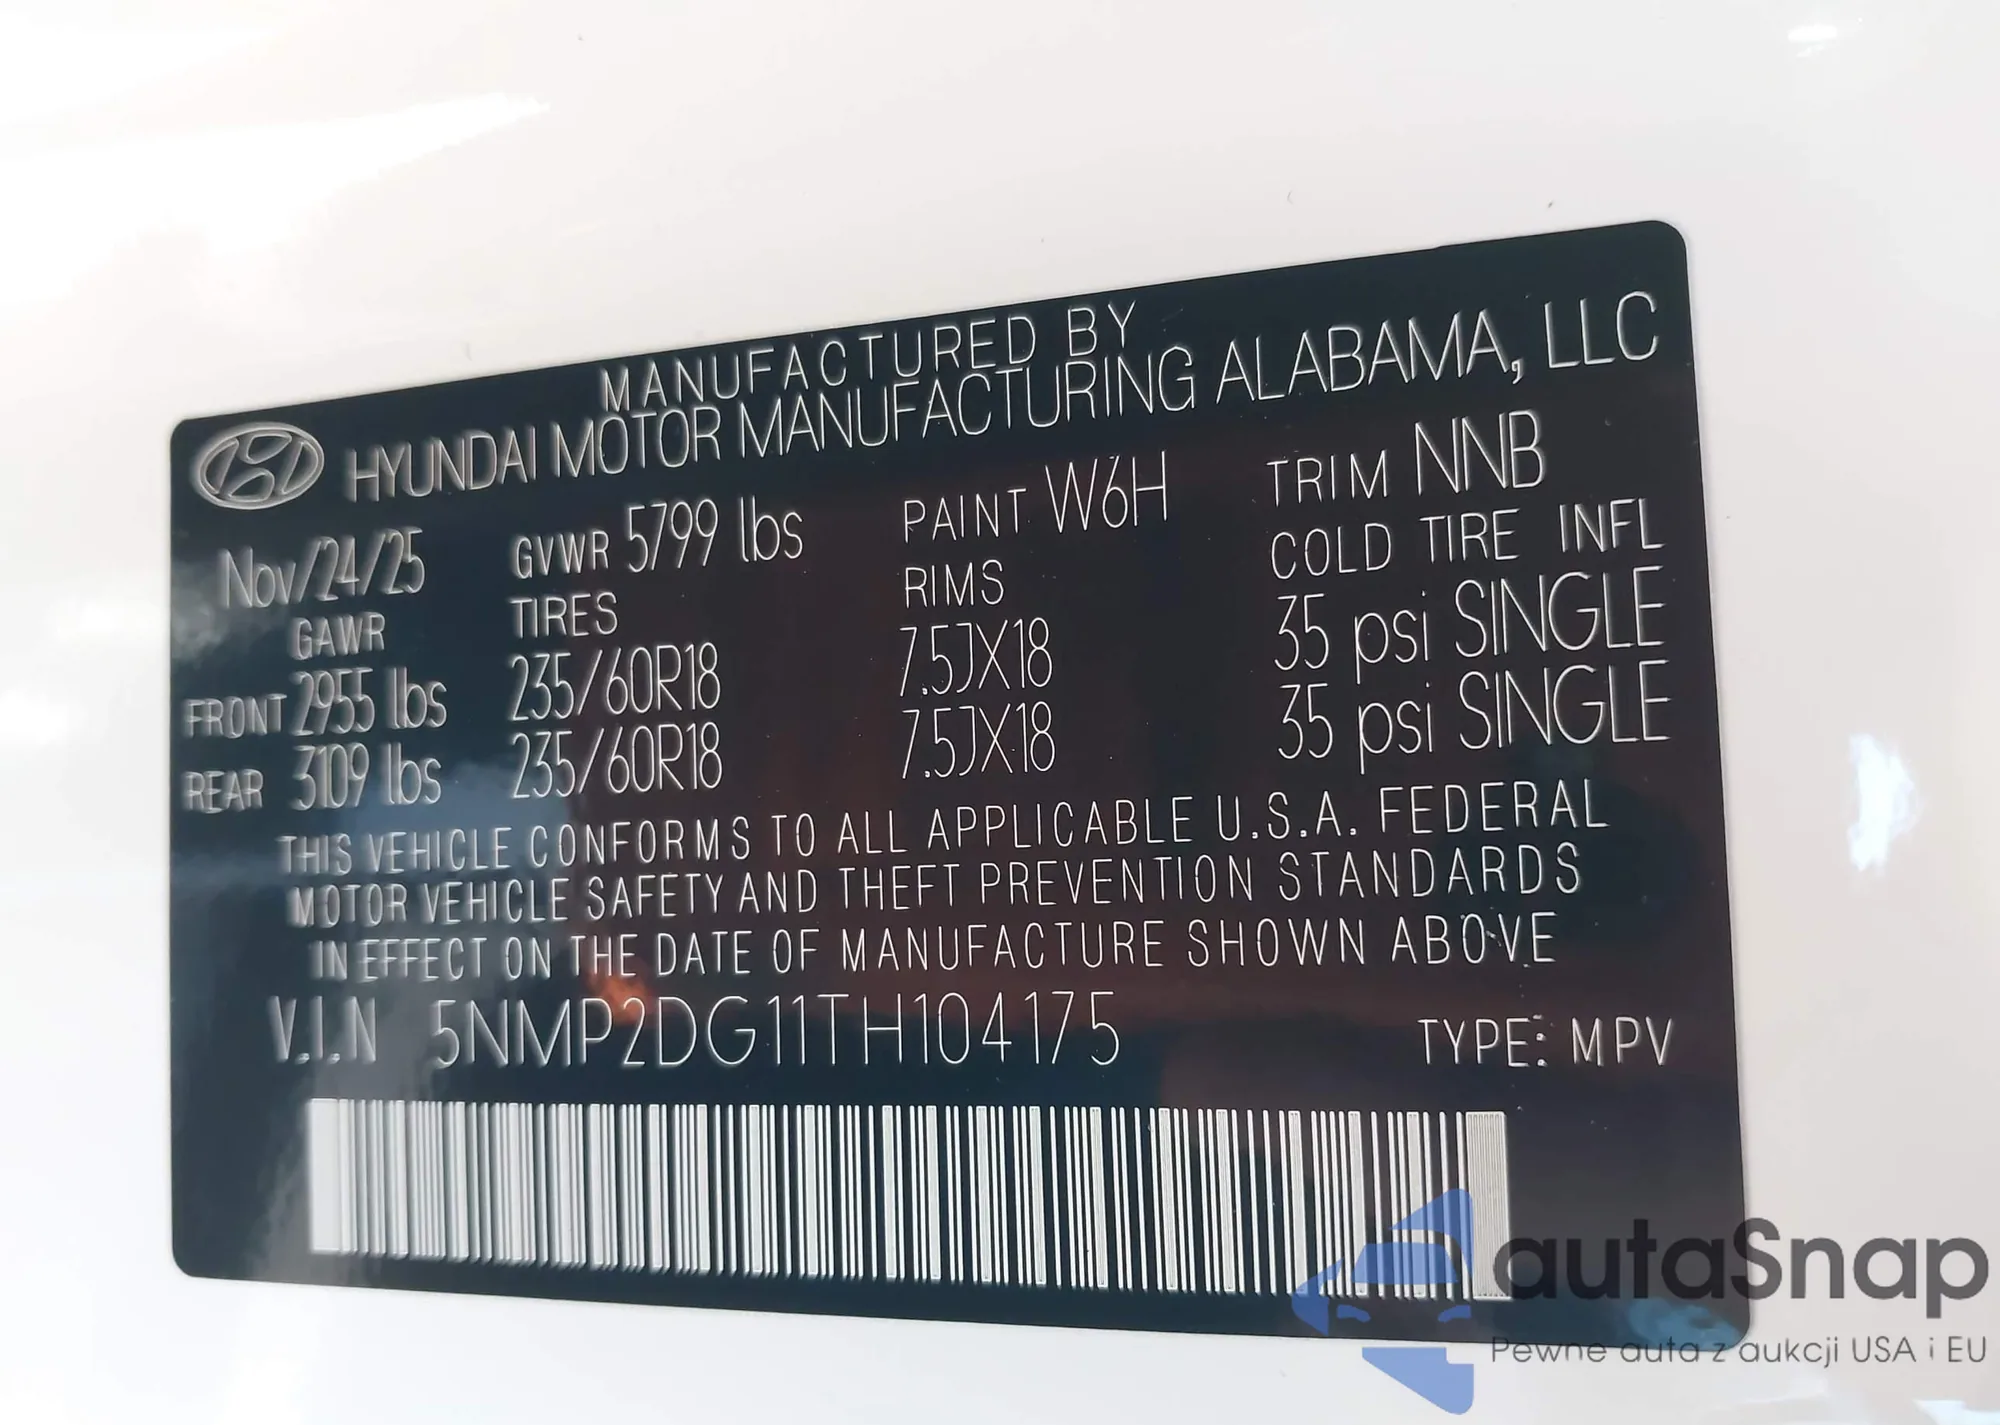 MANUFACTURED BY
HYUNDAI MOTOR MANUFACTURING ALABAMA, LLC
Nov/24/25 GVWR 5799 lbs PAINT W6H TRIM NNB
GAWR TIRES RIMS COLD TIRE INFL
FRONT 2955 lbs 235/60R18 7.5JX18 35 psi SINGLE
REAR 3109 lbs 235/60R18 7.5JX18 35 psi SINGLE
THIS VEHICLE CONFORMS TO ALL APPLICABLE U.S.A. FEDERAL
MOTOR VEHICLE SAFETY AND THEFT PREVENTION STANDARDS
IN EFFECT ON THE DATE OF MANUFACTURE SHOWN ABOVE
V.I.N 5NMP2DG11TH104175 TYPE: MPV
autaSnap
Pewne auta z aukcji USA i EU